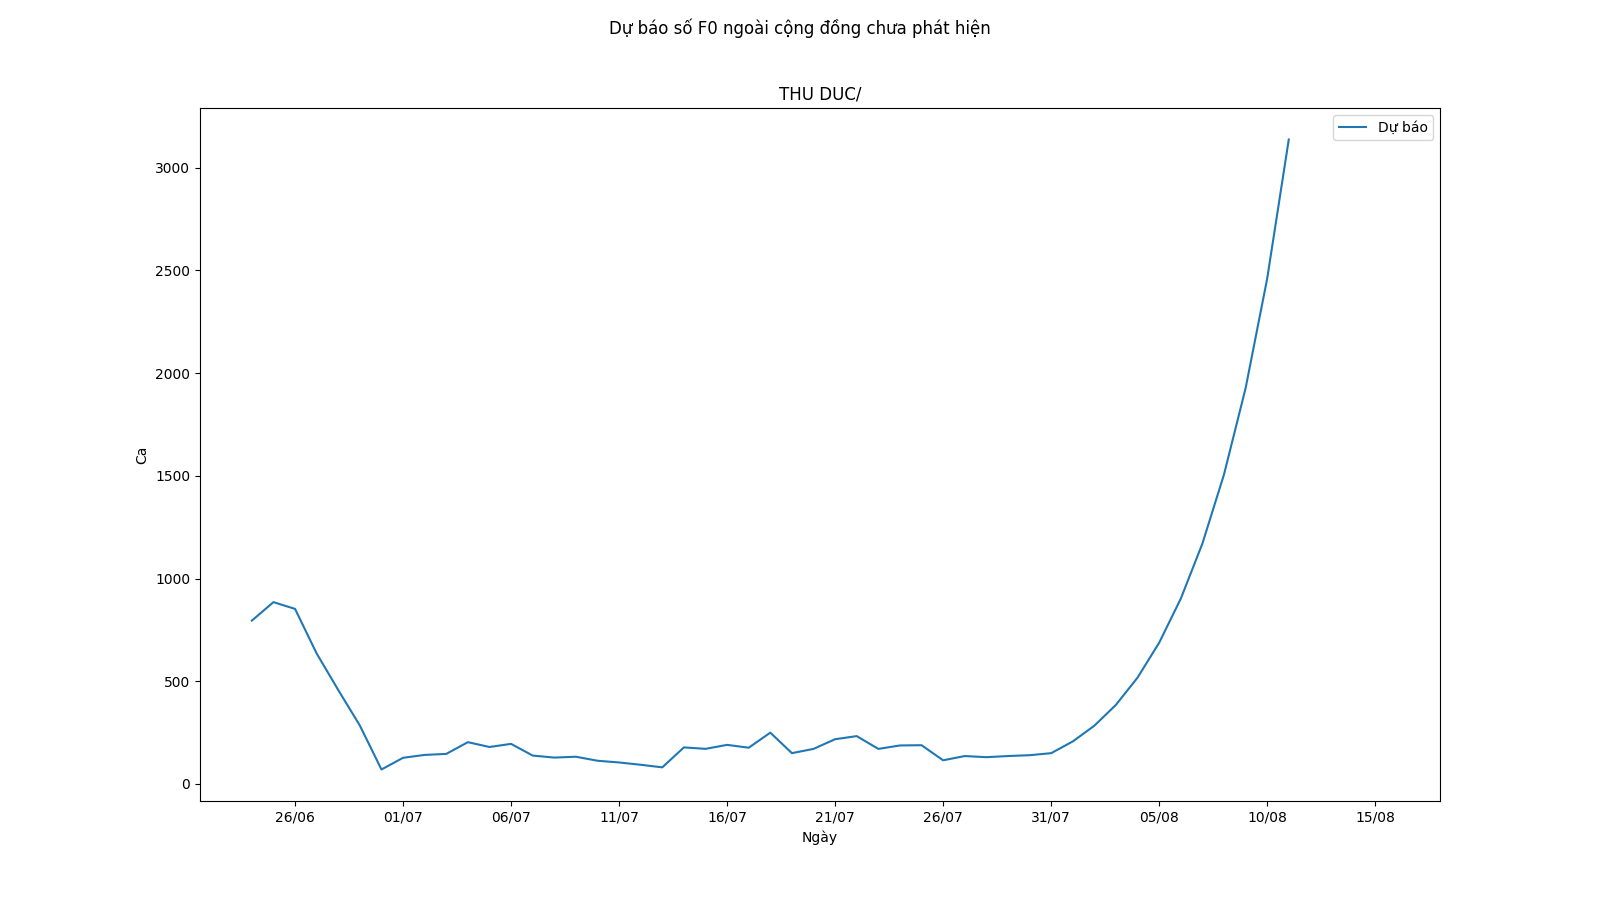 Dự báo số F0 ngoài cộng đồng chưa phát hiện
THU DUC/
Dự báo
3000
2500
2000
1500
1000
500
0
Ca
26/06 01/07 06/07 11/07 16/07 21/07 26/07 31/07 05/08 10/08 15/08
Ngày